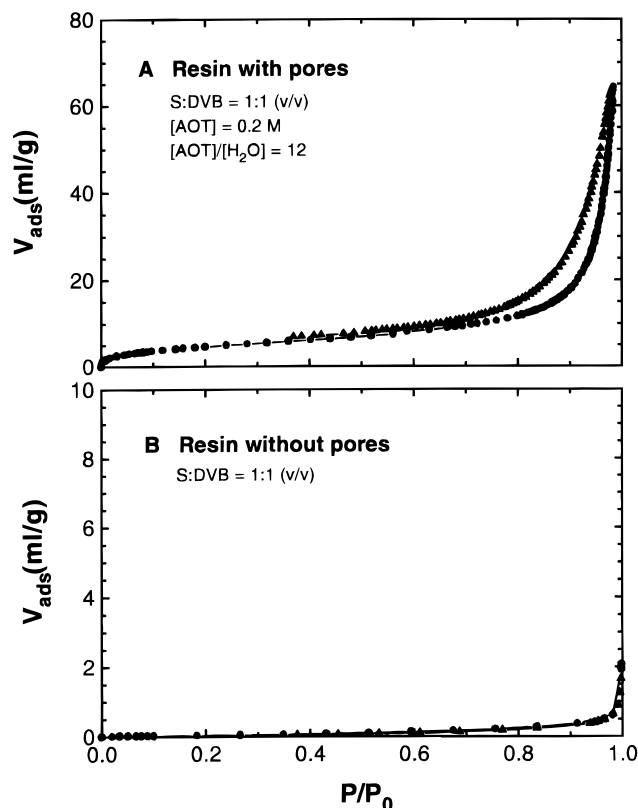 80
60
40
20
0
V_ads(ml/g)
A Resin with pores
S:DVB = 1:1 (v/v)
[AOT] = 0.2 M
[AOT]/[H₂O] = 12
10
8
6
4
2
0
V_ads(ml/g)
B Resin without pores
S:DVB = 1:1 (v/v)
0.0 0.2 0.4 0.6 0.8 1.0
P/P₀